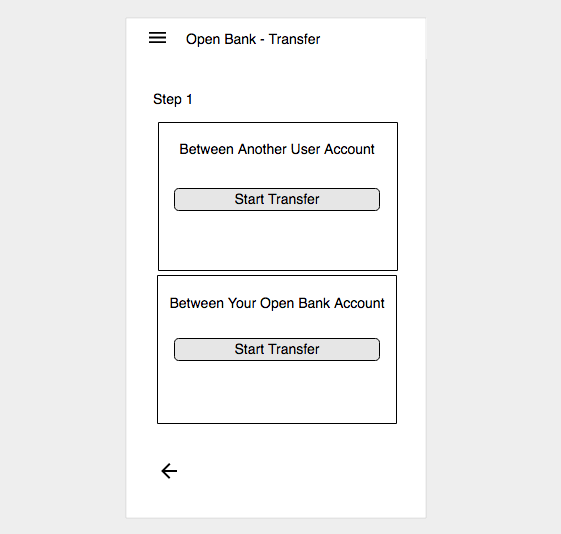 Open Bank - Transfer
Step 1
Between Another User Account
Start Transfer
Between Your Open Bank Account
Start Transfer